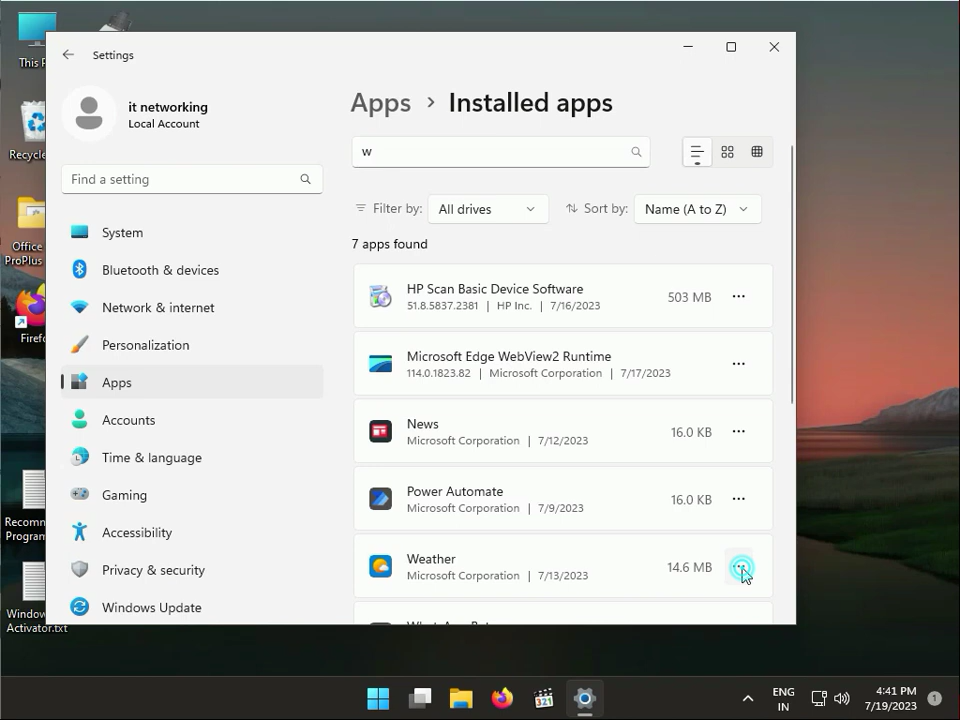 This P
Recycle
Office
ProPlus
Firefo
Recomm
Program
Window
Activator.txt
Settings
it networking
Local Account
Find a setting
System
Bluetooth & devices
Network & internet
Personalization
Apps
Accounts
Time & language
Gaming
Accessibility
Privacy & security
Windows Update
Apps > Installed apps
w
Filter by: All drives Sort by: Name (A to Z)
7 apps found
HP Scan Basic Device Software
51.8.5837.2381 | HP Inc. | 7/16/2023
503 MB
Microsoft Edge WebView2 Runtime
114.0.1823.82 | Microsoft Corporation | 7/17/2023
News
Microsoft Corporation | 7/12/2023
16.0 KB
Power Automate
Microsoft Corporation | 7/9/2023
16.0 KB
Weather
Microsoft Corporation | 7/13/2023
14.6 MB
321
ENG
IN
4:41 PM
7/19/2023
1